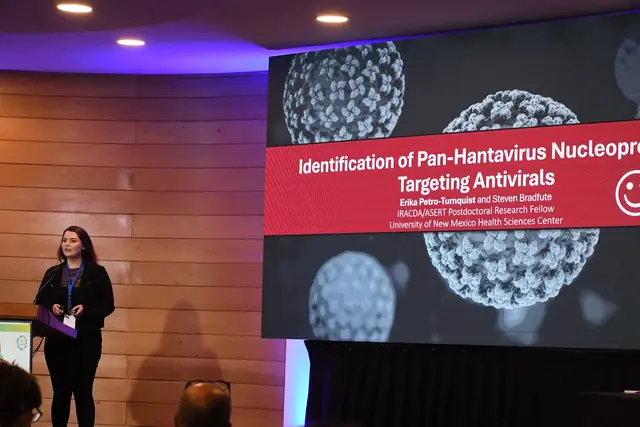 Identification of Pan-Hantavirus Nucleopro
Targeting Antivirals
Erika Petro-Turnquist and Steven Bradfute
IRACDA/ASERT Postdoctoral Research Fellow
University of New Mexico Health Sciences Center